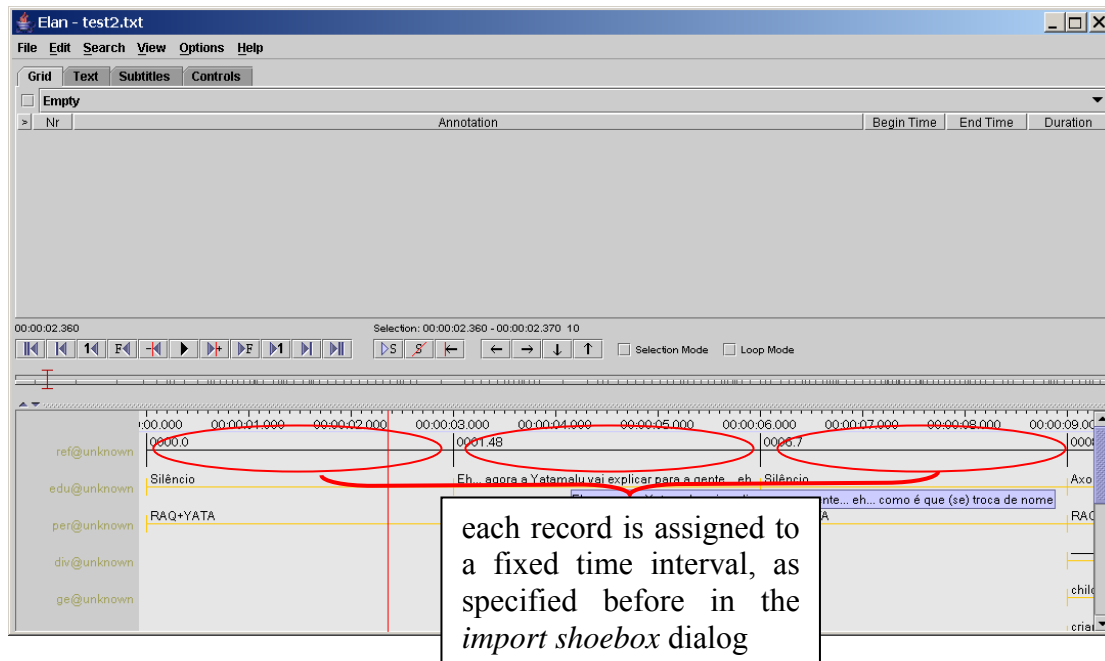 Elan - test2.txt
File Edit Search View Options Help
Grid Text Subtitles Controls
Empty
> Nr Annotation Begin Time End Time Duration
00:00:02.360 Selection: 00:00:02.360 - 00:00:02.370 10
Selection Mode Loop Mode
00:00:01.000 00:00:02.000 00:00:03.000 00:00:04.000 00:00:05.000 00:00:06.000 00:00:07.000 00:00:08.000
ref@unknown 0000.0 0001.48 0006.7
edu@unknown Silêncio Eh... agora a Yatamalu vai explicar para a gente... eh Silêncio Axo
eh... como é que (se) troca de nome
per@unknown RAQ+YATA
div@unknown
ge@unknown
each record is assigned to
a fixed time interval, as
specified before in the
import shoebox dialog